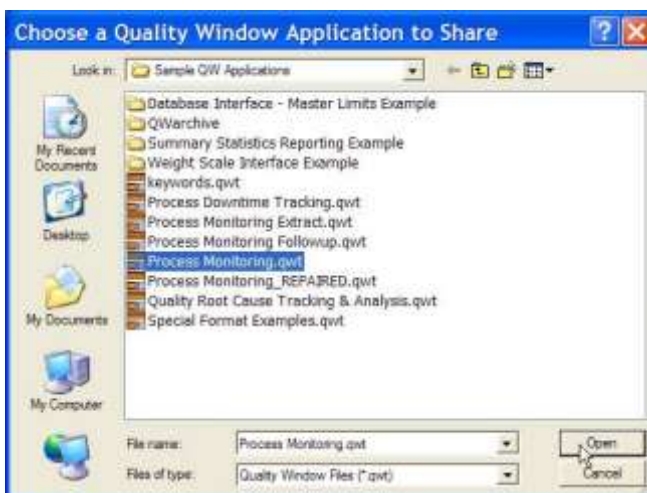 Choose a Quality Window Application to Share
Look in:
Sample QW Applications
My Recent
Documents
Desktop
My Documents
My Computer
Database Interface - Master Limits Example
QWarchive
Summary Statistics Reporting Example
Weight Scale Interface Example
keywords.qwt
Process Downtime Tracking.qwt
Process Monitoring Extract.qwt
Process Monitoring Followup.qwt
Process Monitoring.qwt
Process Monitoring_REPAIRED.qwt
Quality Root Cause Tracking & Analysis.qwt
Special Format Examples.qwt
File name:
Process Monitoring.qwt
Open
Files of type:
Quality Window Files (*.qwt)
Cancel